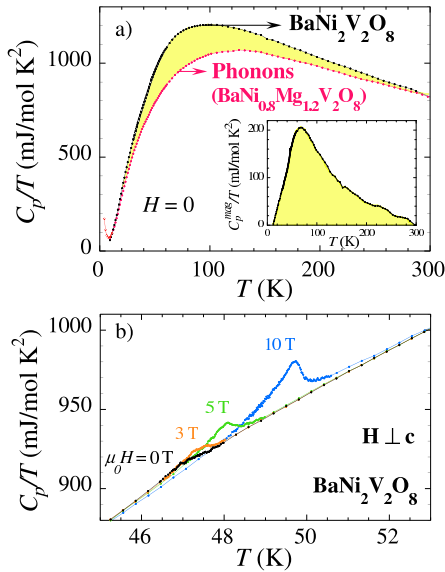 a)
BaNi2V2O8
Phonons
(BaNi0.8Mg1.2V2O8)
H = 0
Cp/T (mJ/mol K2)
1000
500
0
0
100
200
300
T (K)
Cp^mag/T (mJ/mol K2)
200
100
0
0
100
200
300
T (K)
b)
10 T
5 T
3 T
μ0H = 0 T
H ⊥ c
BaNi2V2O8
Cp/T (mJ/mol K2)
1000
950
900
46
48
50
52
T (K)